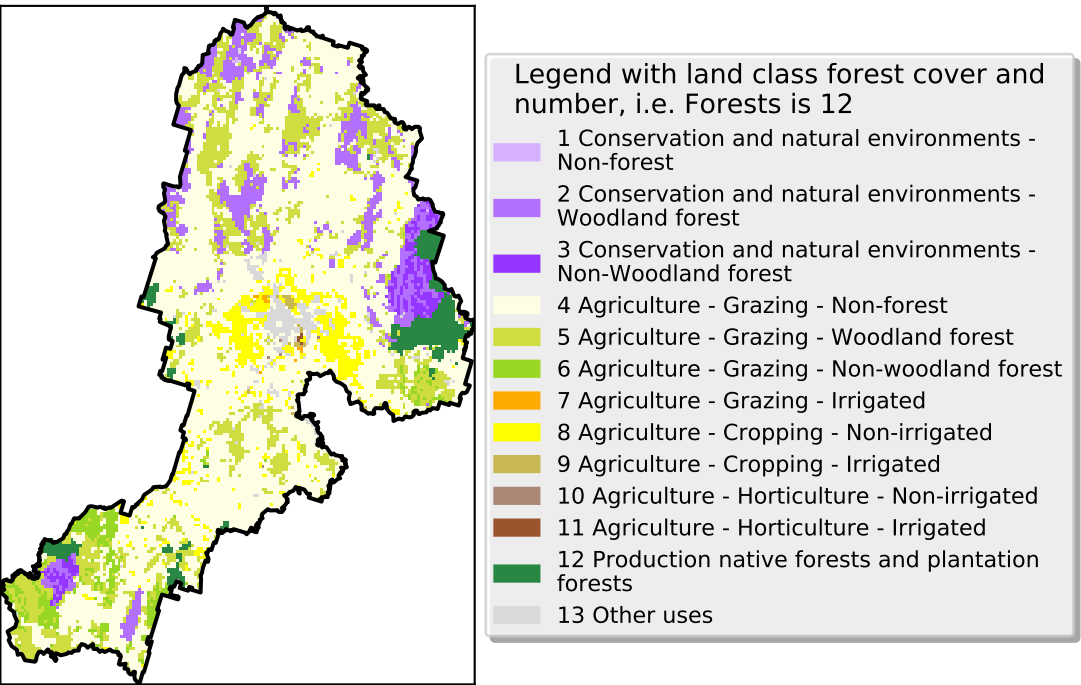 Legend with land class forest cover and
number, i.e. Forests is 12
1 Conservation and natural environments -
Non-forest
2 Conservation and natural environments -
Woodland forest
3 Conservation and natural environments -
Non-Woodland forest
4 Agriculture - Grazing - Non-forest
5 Agriculture - Grazing - Woodland forest
6 Agriculture - Grazing - Non-woodland forest
7 Agriculture - Grazing - Irrigated
8 Agriculture - Cropping - Non-irrigated
9 Agriculture - Cropping - Irrigated
10 Agriculture - Horticulture - Non-irrigated
11 Agriculture - Horticulture - Irrigated
12 Production native forests and plantation
forests
13 Other uses